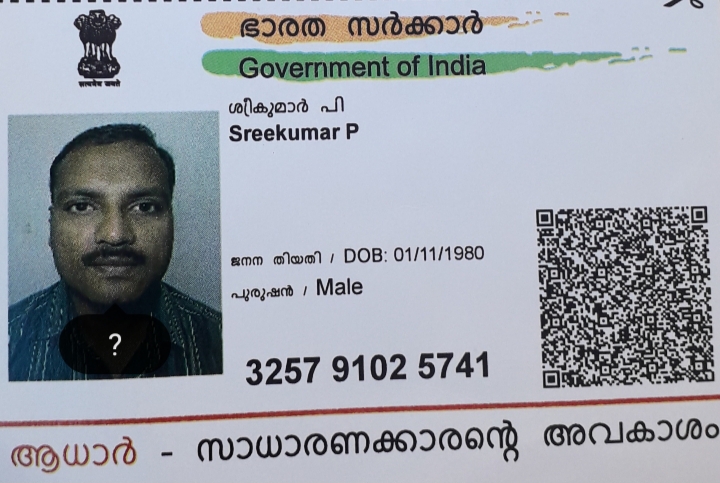 सत्यमेव जयते
ഭാരത സർക്കാർ
Government of India
ശ്രീകുമാർ പി
Sreekumar P
ജനന തിയതി / DOB: 01/11/1980
പുരുഷൻ / Male
?
3257 9102 5741
ആധാർ - സാധാരണക്കാരന്റെ അവകാശം